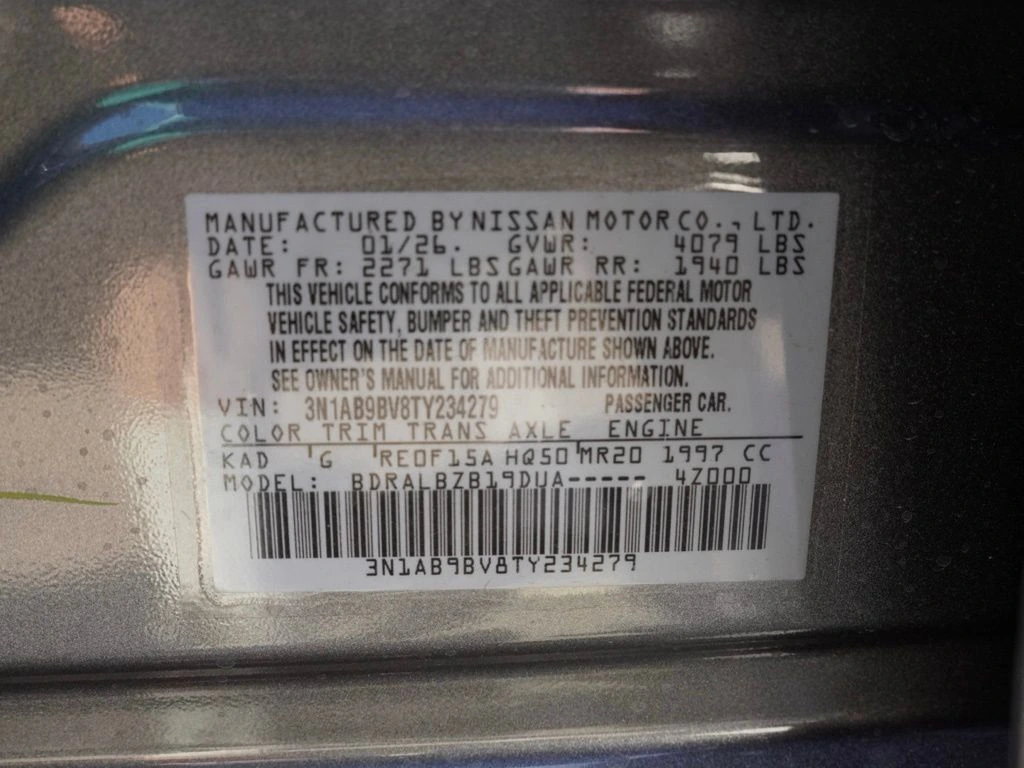 MANUFACTURED BY NISSAN MOTOR CO., LTD.
DATE: 01/26. GVWR: 4079 LBS
GAWR FR: 2271 LBS GAWR RR: 1940 LBS
THIS VEHICLE CONFORMS TO ALL APPLICABLE FEDERAL MOTOR
VEHICLE SAFETY, BUMPER AND THEFT PREVENTION STANDARDS
IN EFFECT ON THE DATE OF MANUFACTURE SHOWN ABOVE.
SEE OWNER'S MANUAL FOR ADDITIONAL INFORMATION.
VIN: 3N1AB9BV8TY234279 PASSENGER CAR.
COLOR TRIM TRANS AXLE ENGINE
KAD G RE0F15A HQ50 MR20 1997 CC
MODEL: BDRALBZB19DUA----- 4Z000
3N1AB9BV8TY234279